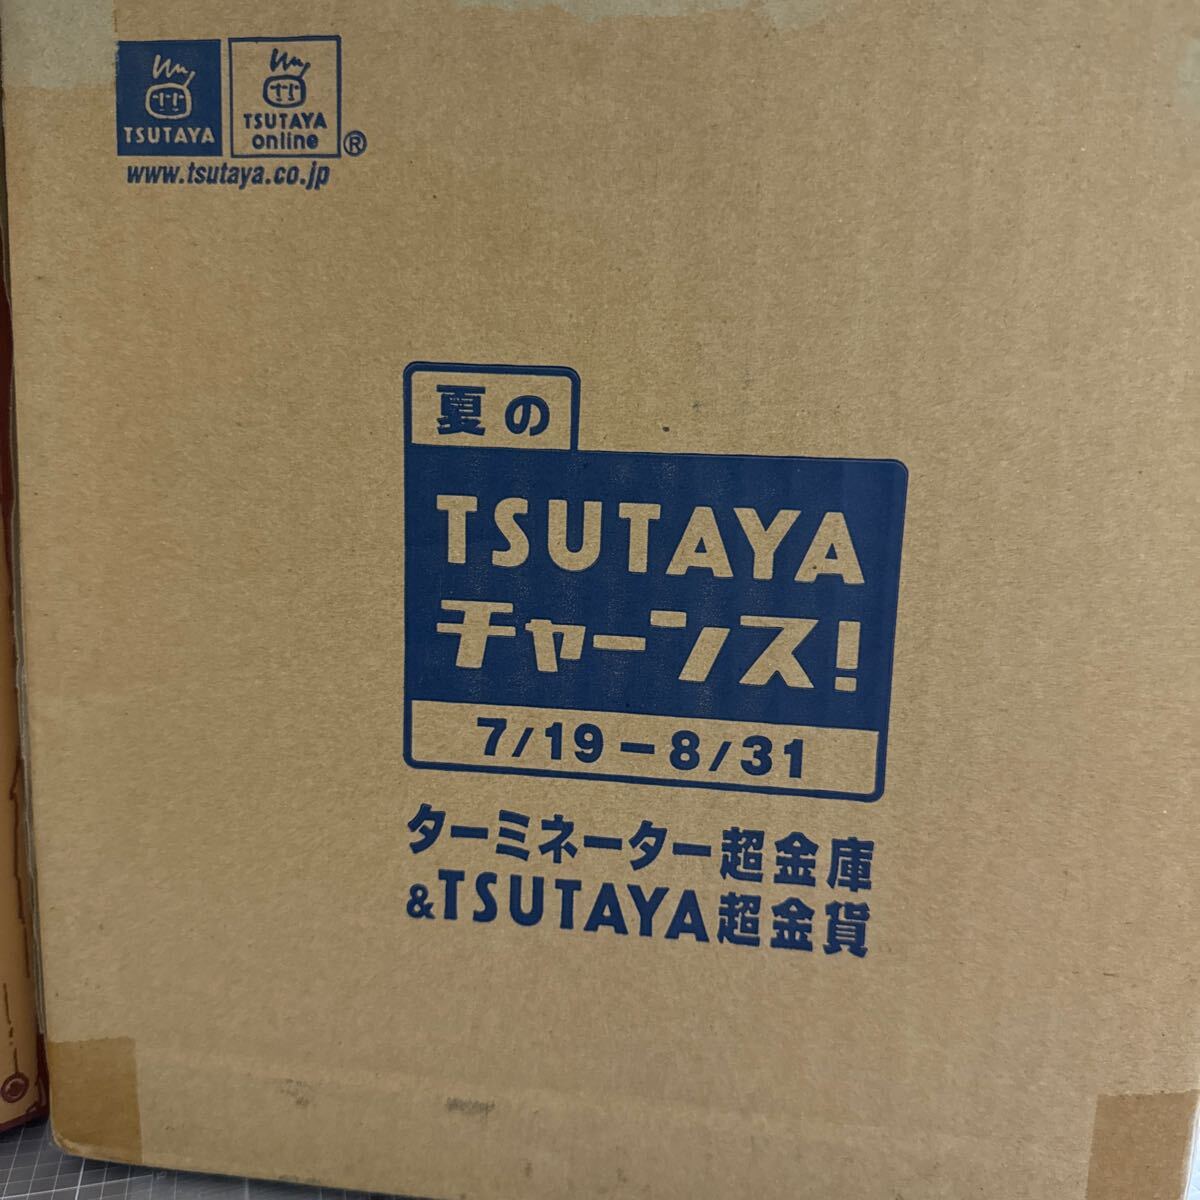 TSUTAYA
TSUTAYA
online ®
www.tsutaya.co.jp
夏の
TSUTAYA
チャーンス!
7/19-8/31
ターミネーター超金庫
&TSUTAYA超金貨